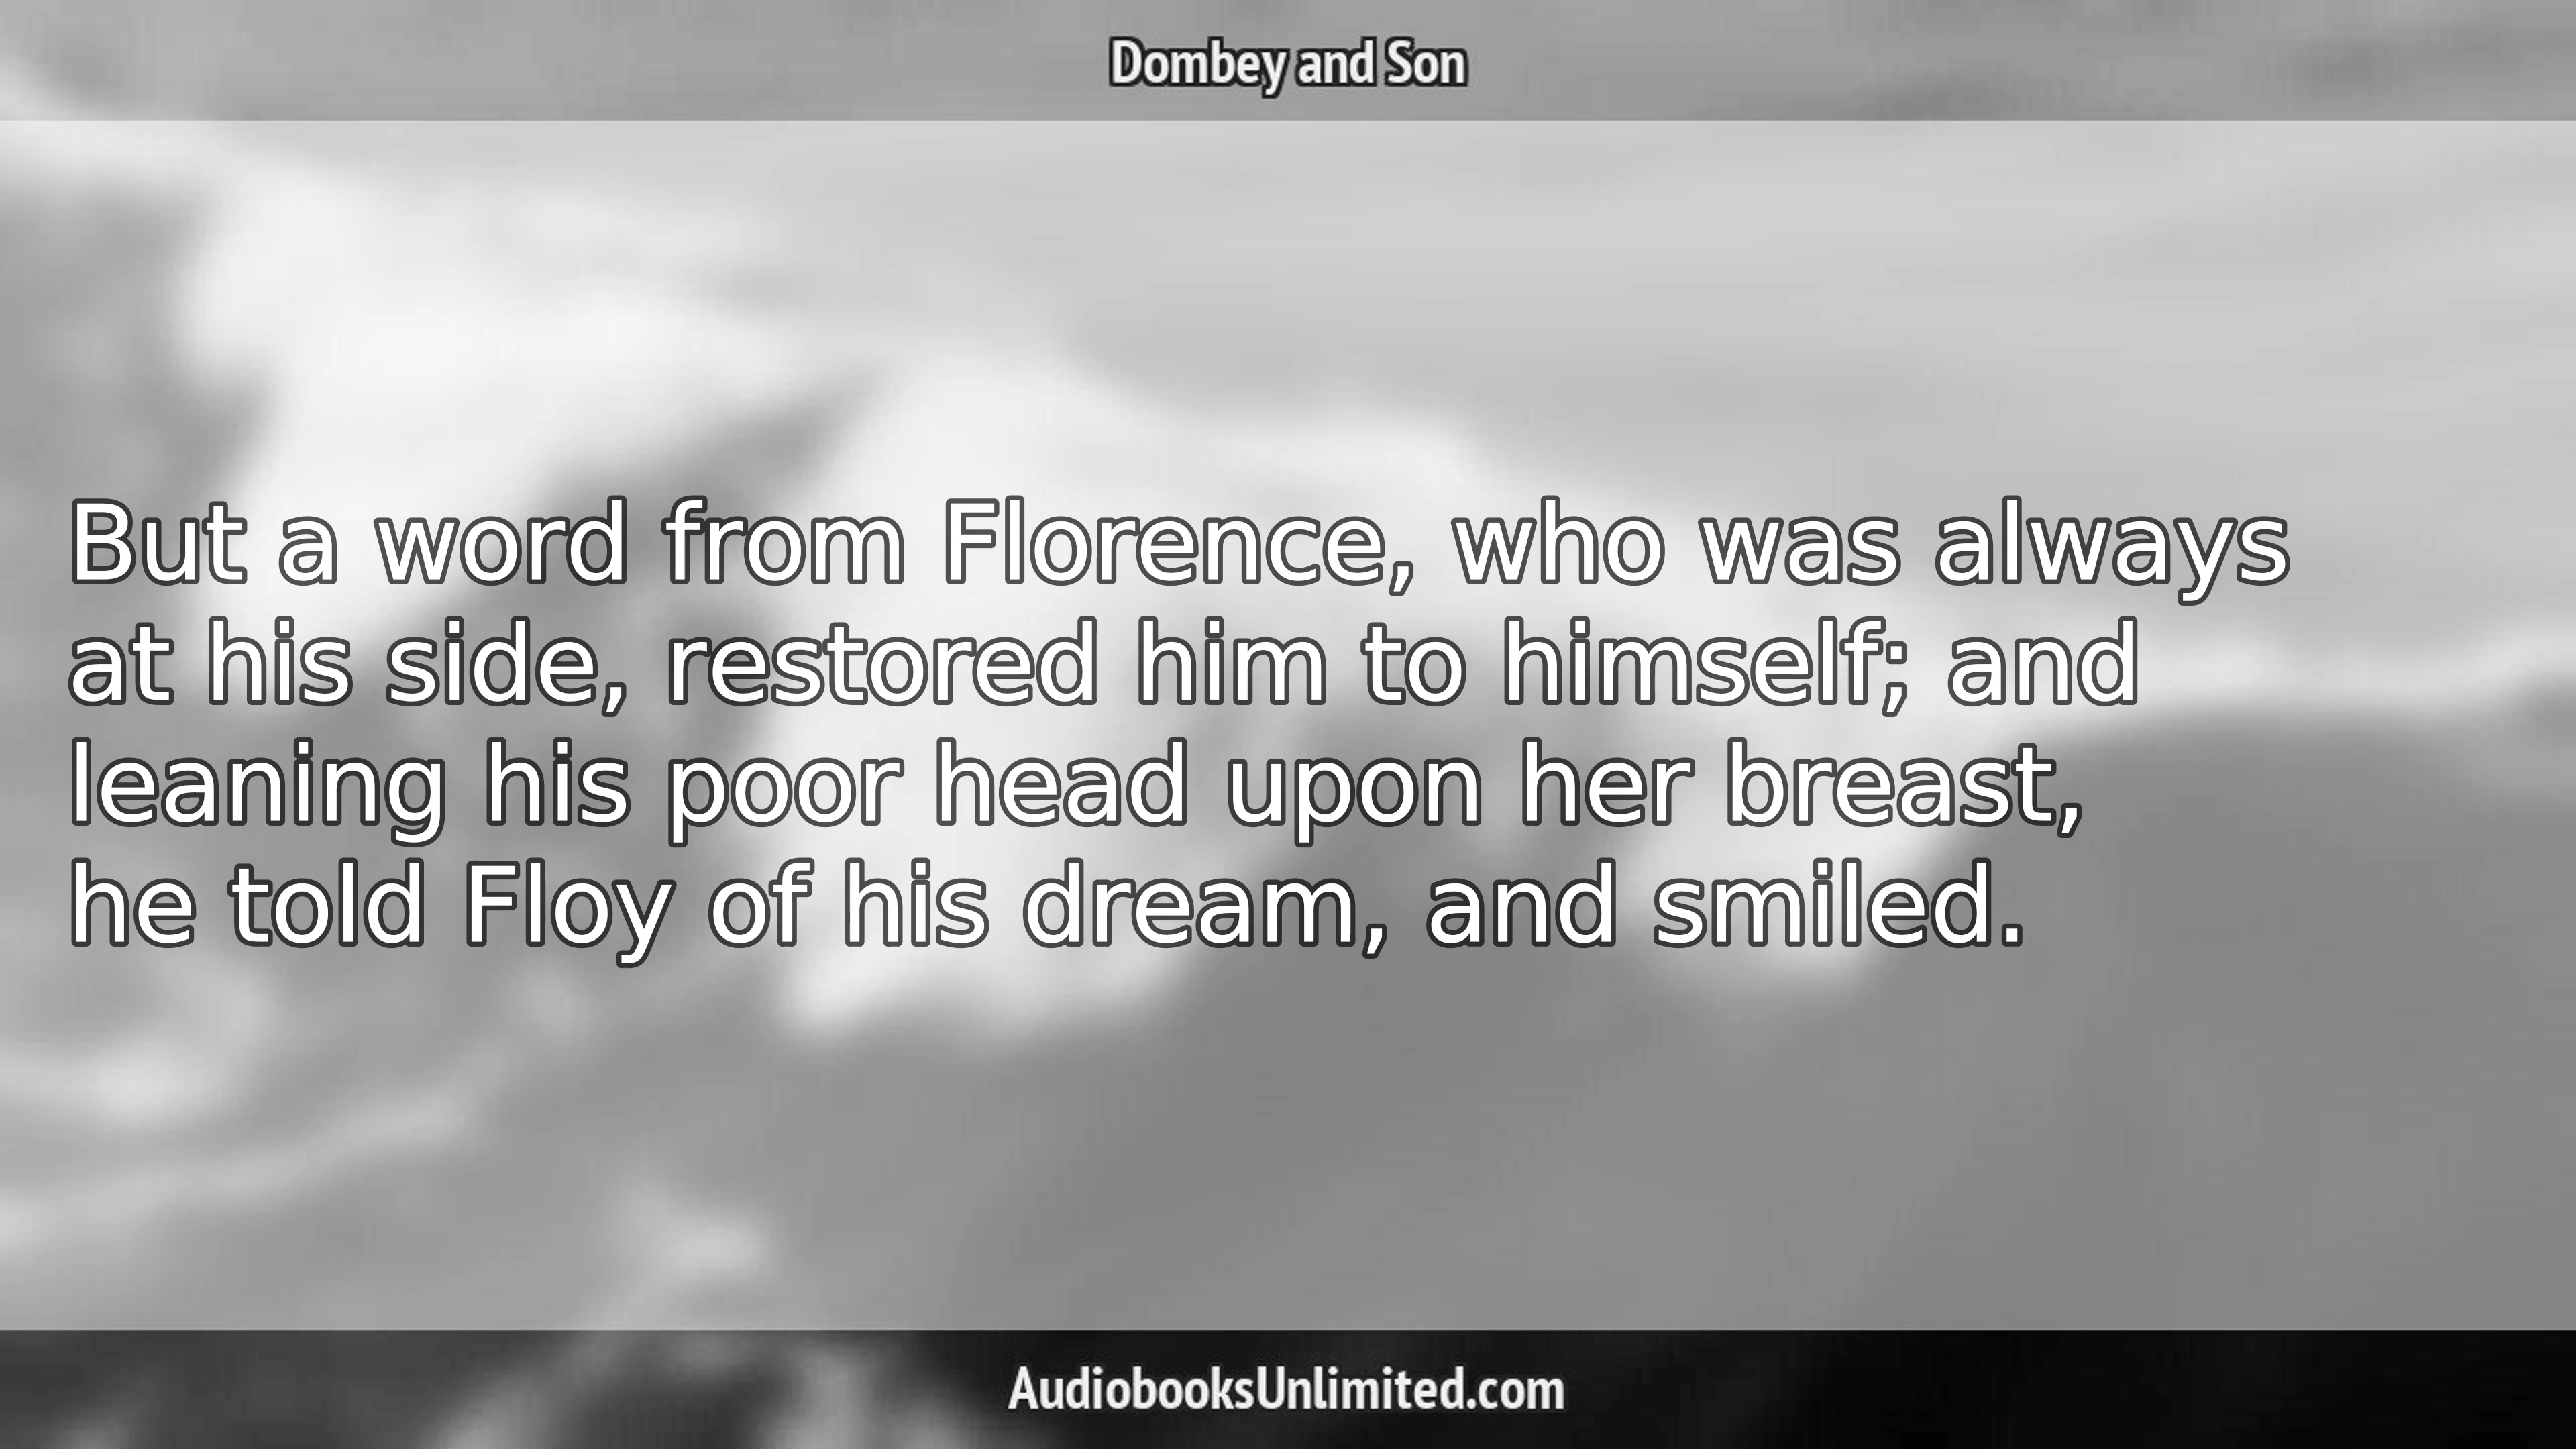 Dombey and Son
But a word from Florence, who was always
at his side, restored him to himself; and
leaning his poor head upon her breast,
he told Floy of his dream, and smiled.
AudiobooksUnlimited.com